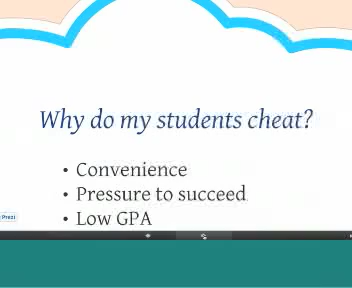 Why do my students cheat?
• Convenience
• Pressure to succeed
• Low GPA
Prezi